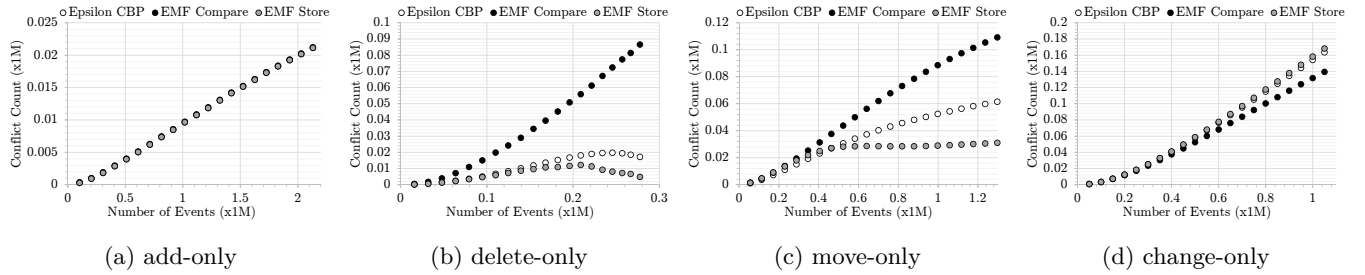 Epsilon CBP EMF Compare EMF Store
Conflict Count (x1M)
0.025
0.02
0.015
0.01
0.005
0
0 0.5 1 1.5 2
Number of Events (x1M)
(a) add-only
Epsilon CBP EMF Compare EMF Store
Conflict Count (x1M)
0.1
0.09
0.08
0.07
0.06
0.05
0.04
0.03
0.02
0.01
0
0 0.1 0.2 0.3
Number of Events (x1M)
(b) delete-only
Epsilon CBP EMF Compare EMF Store
Conflict Count (x1M)
0.12
0.1
0.08
0.06
0.04
0.02
0
0 0.2 0.4 0.6 0.8 1 1.2
Number of Events (x1M)
(c) move-only
Epsilon CBP EMF Compare EMF Store
Conflict Count (x1M)
0.2
0.18
0.16
0.14
0.12
0.1
0.08
0.06
0.04
0.02
0
0 0.2 0.4 0.6 0.8 1
Number of Events (x1M)
(d) change-only